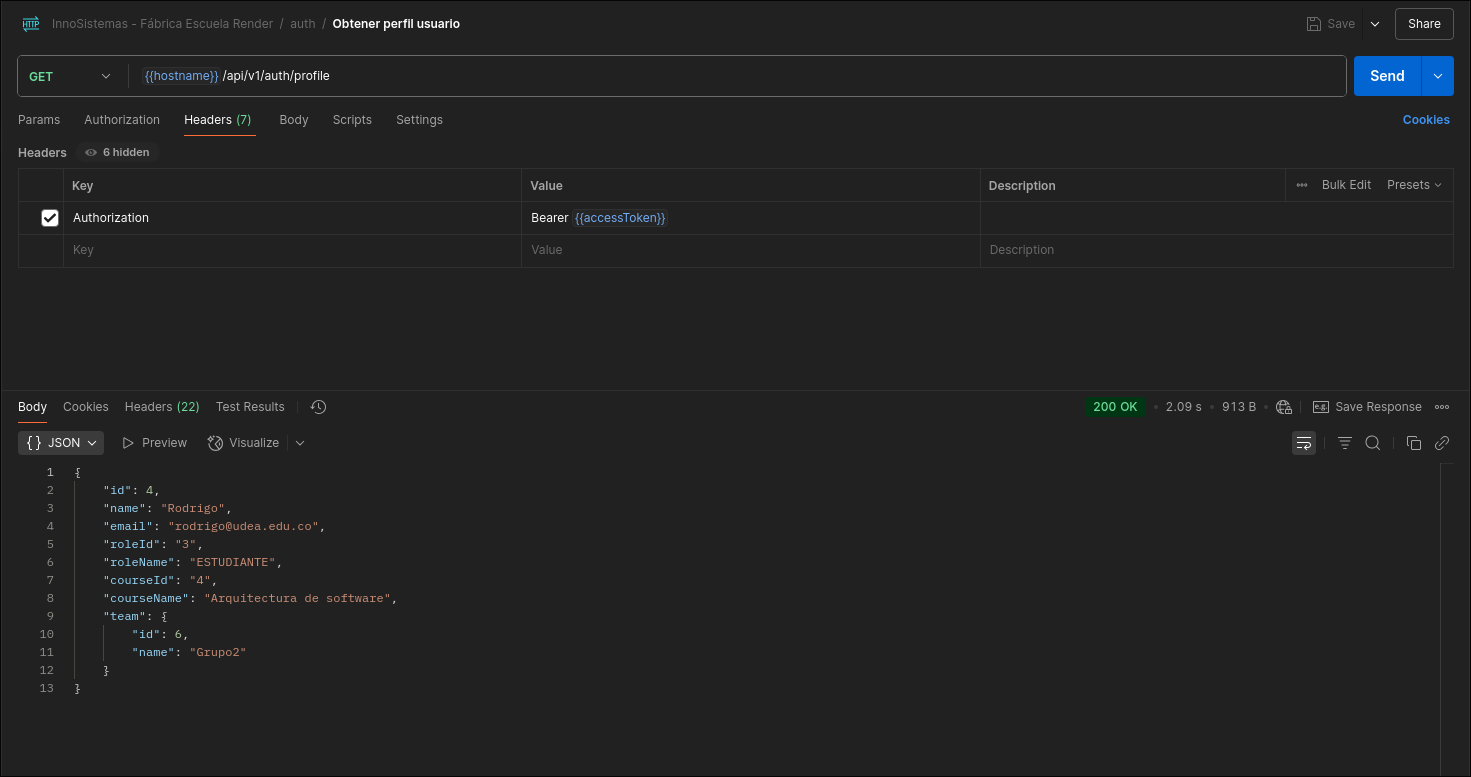 HTTP InnoSistemas - Fábrica Escuela Render / auth / Obtener perfil usuario Save Share
GET {{hostname}} /api/v1/auth/profile Send
Params Authorization Headers (7) Body Scripts Settings Cookies
Headers 6 hidden
Key Value Description Bulk Edit Presets
Authorization Bearer {{accessToken}}
Key Value Description
Body Cookies Headers (22) Test Results 200 OK 2.09 s 913 B e.g. Save Response
{ } JSON Preview Visualize
1 {
2 "id": 4,
3 "name": "Rodrigo",
4 "email": "rodrigo@udea.edu.co",
5 "roleId": "3",
6 "roleName": "ESTUDIANTE",
7 "courseId": "4",
8 "courseName": "Arquitectura de software",
9 "team": {
10 "id": 6,
11 "name": "Grupo2"
12 }
13 }